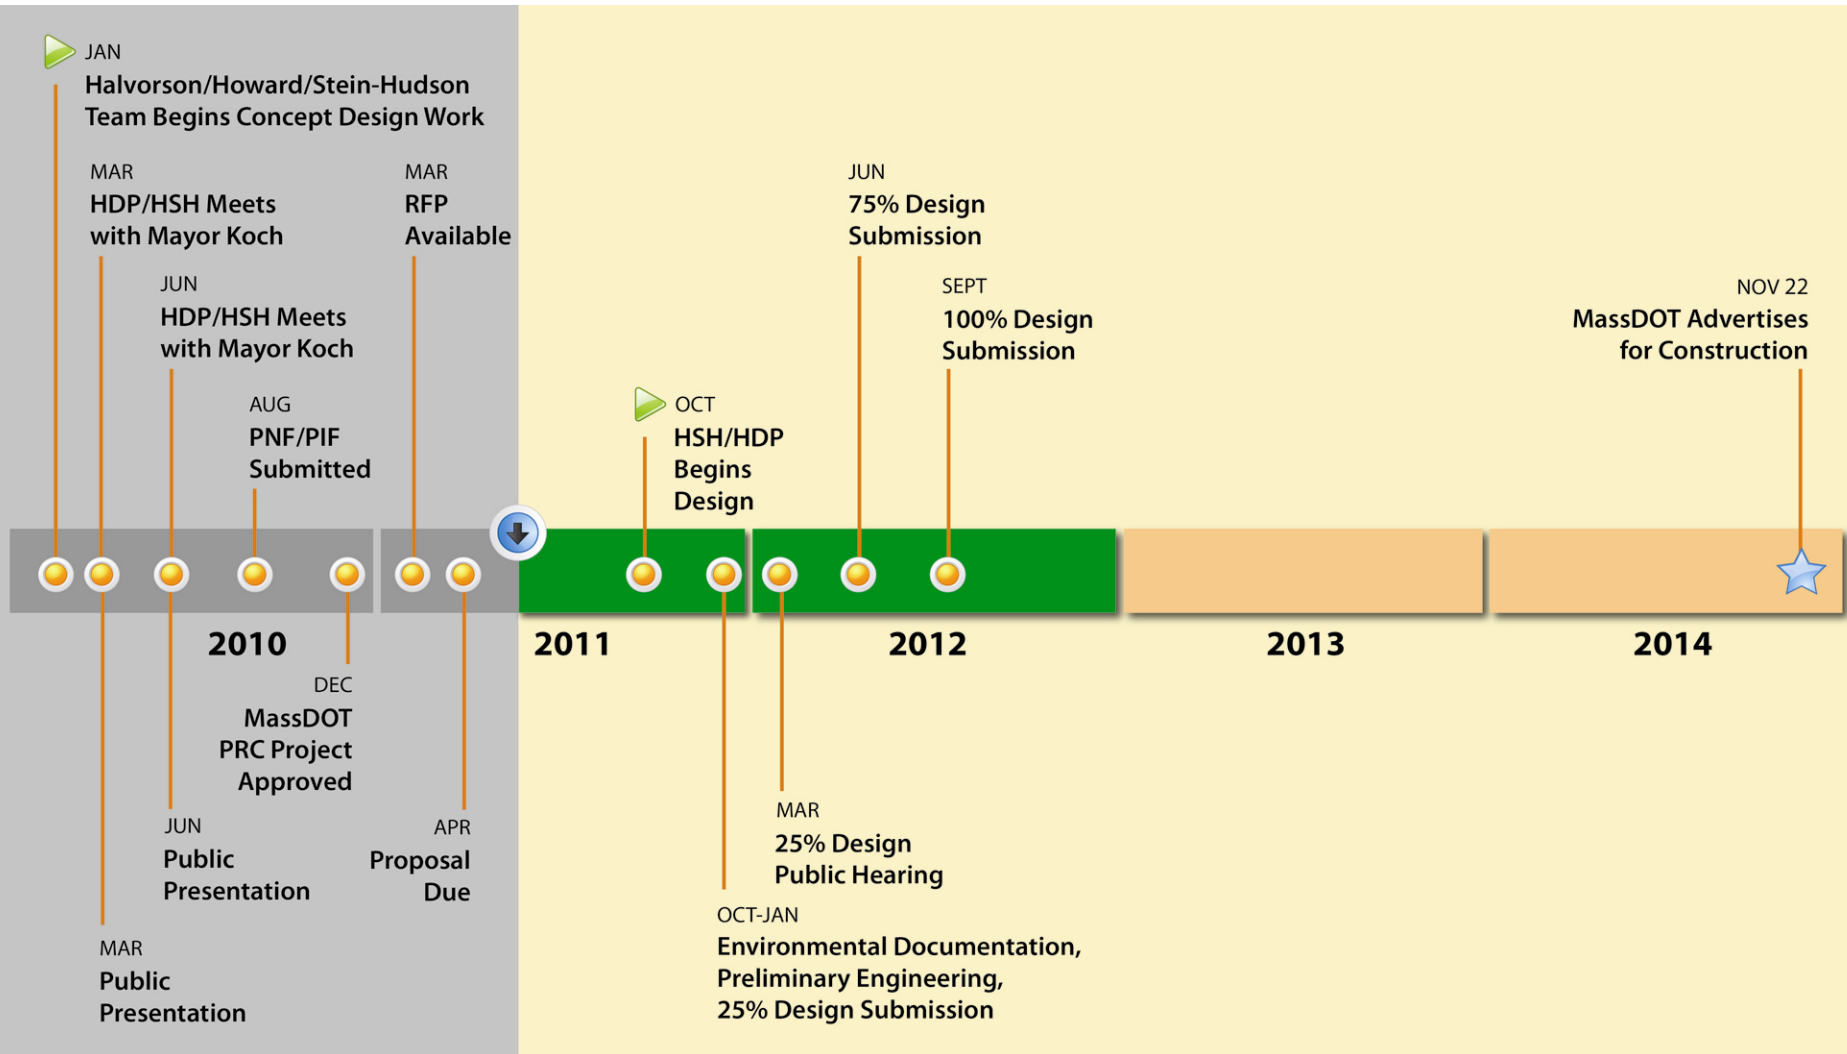 JAN
Halvorson/Howard/Stein-Hudson
Team Begins Concept Design Work
MAR
HDP/HSH Meets
with Mayor Koch
MAR
RFP
Available
JUN
75% Design
Submission
JUN
HDP/HSH Meets
with Mayor Koch
SEPT
100% Design
Submission
NOV 22
MassDOT Advertises
for Construction
AUG
PNF/PIF
Submitted
OCT
HSH/HDP
Begins
Design
2010
2011
2012
2013
2014
DEC
MassDOT
PRC Project
Approved
JUN
Public
Presentation
APR
Proposal
Due
MAR
25% Design
Public Hearing
MAR
Public
Presentation
OCT-JAN
Environmental Documentation,
Preliminary Engineering,
25% Design Submission